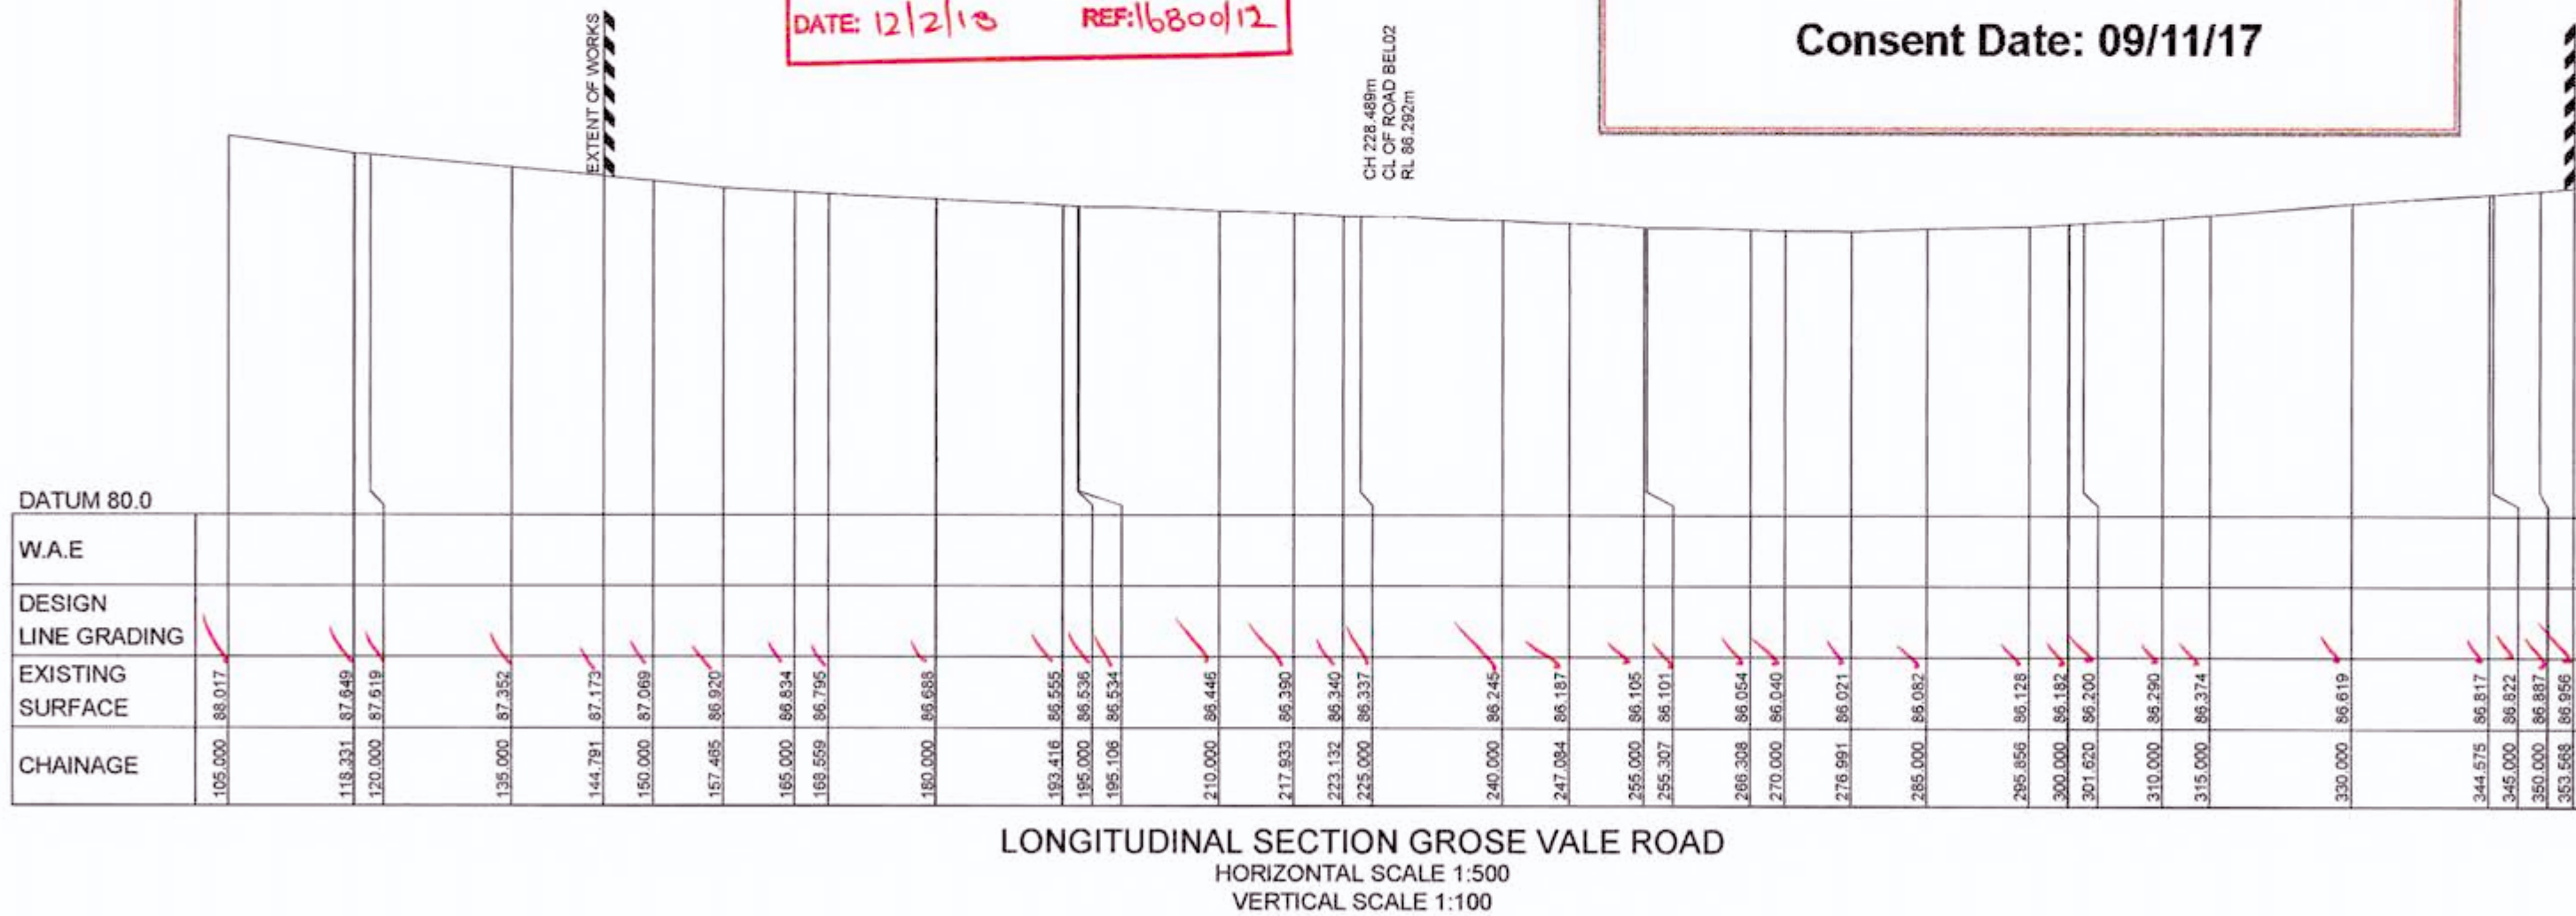 DATE: 12/2/18 REF: 16800/12
Consent Date: 09/11/17
EXTENT OF WORKS
CH 228.489m
CL OF ROAD BEL02
RL 86.292m
DATUM 80.0
W.A.E
DESIGN
LINE GRADING
EXISTING
SURFACE
88.017 87.649 87.619 87.352 87.173 87.069 86.920 86.834 86.795 86.688 86.555 86.536 86.534 86.446 86.390 86.340 86.337 86.245 86.187 86.105 86.101 86.054 86.040 86.021 86.082 86.128 86.182 86.200 86.290 86.374 86.619 86.817 86.822 86.887 86.956
CHAINAGE
105.000 118.331 120.000 135.000 144.791 150.000 157.465 165.000 168.559 180.000 193.416 195.000 195.106 210.000 217.933 223.132 225.000 240.000 247.084 255.000 255.307 266.308 270.000 276.991 285.000 295.856 300.000 301.620 310.000 315.000 330.000 344.575 345.000 350.000 353.568
LONGITUDINAL SECTION GROSE VALE ROAD
HORIZONTAL SCALE 1:500
VERTICAL SCALE 1:100